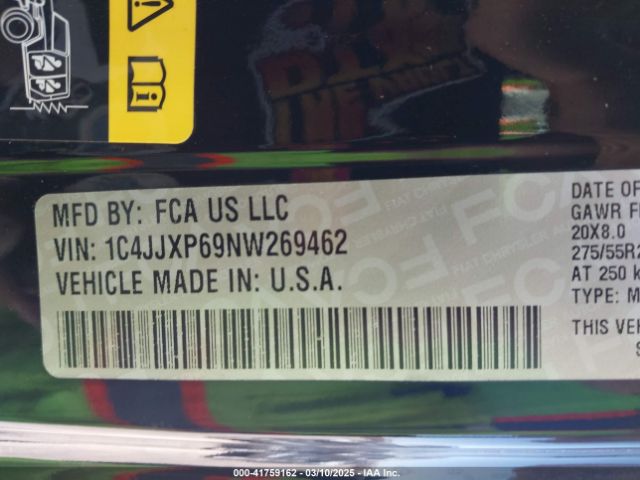 MFD BY: FCA US LLC
VIN: 1C4JJXP69NW269462
VEHICLE MADE IN: U.S.A.
DATE OF
GAWR F
20X8.0
275/55R2
AT 250 k
TYPE: M
THIS VEH
S
000-41759162 — 03/10/2025 — IAA Inc.